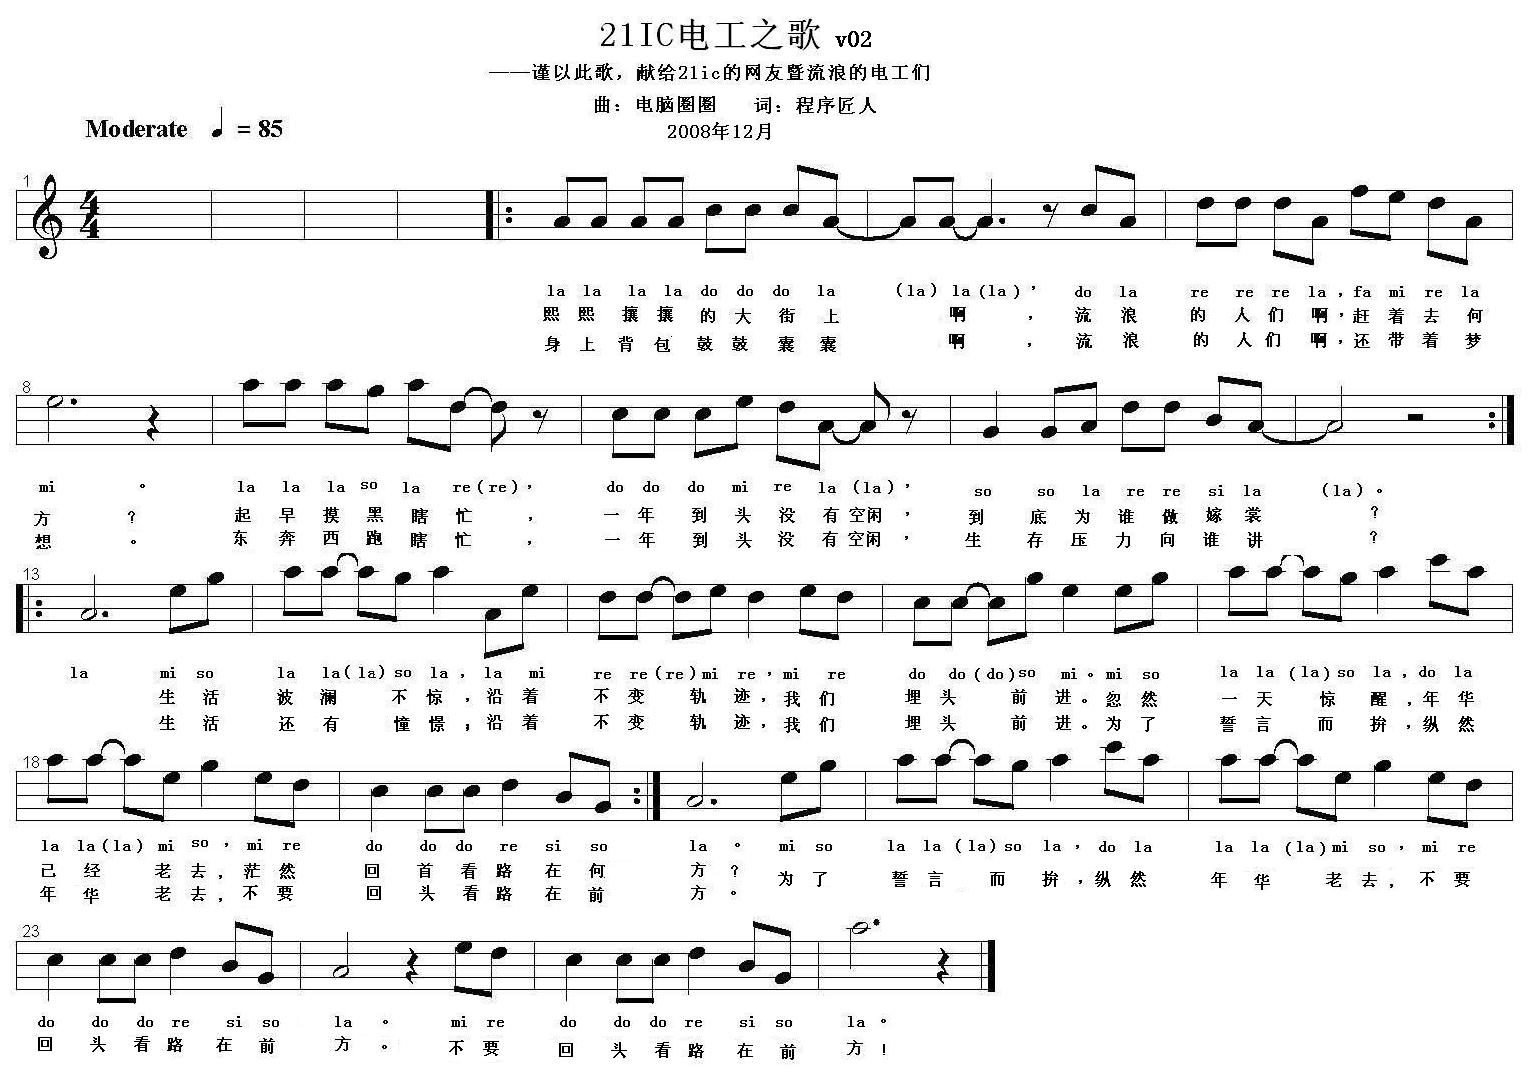 21IC电工之歌 v02
——谨以此歌，献给21ic的网友暨流浪的电工们
曲：电脑圈圈 词：程序匠人
2008年12月
Moderate = 85
1
4
4
la la la la do do do la (la) la (la)， do la re re re la，fa mi re la
熙熙攘攘的大街上 啊 ， 流浪 的人们啊，赶着去何
身上背包鼓鼓囊囊 啊 ， 流浪 的人们啊，还带着梦
8
mi 。 la la la so la re(re)， do do do mi re la (la)， so so la re re si la (la)。
方 ？ 起早摸黑瞎忙 ， 一年到头没有空闲， 到底为谁做嫁裳 ？
想 。 东奔西跑瞎忙 ， 一年到头没有空闲， 生存压力向谁讲 ？
13
la mi so la la(la)so la，la mi re re(re)mi re，mi re do do(do)so mi。mi so la la (la)so la，do la
生活 被澜 不惊，沿着 不变 轨迹，我们 埋头 前进。忽然 一天 惊醒，年华
生活 还有 憧憬；沿着 不变 轨迹，我们 埋头 前进。为了 誓言 而拚，纵然
18
la la(la) mi so，mi re do do do re si so la 。 mi so la la (la)so la，do la la la (la)mi so，mi re
已经 老去，茫然 回首看路在何 方？ 为了 誓言 而拚，纵然 年华 老去，不要
年华 老去，不要 回头看路在前 方。
23
do do do re si so la 。 mi re do do do re si so la。
回头看路在前 方。 不要 回头看路在前 方！